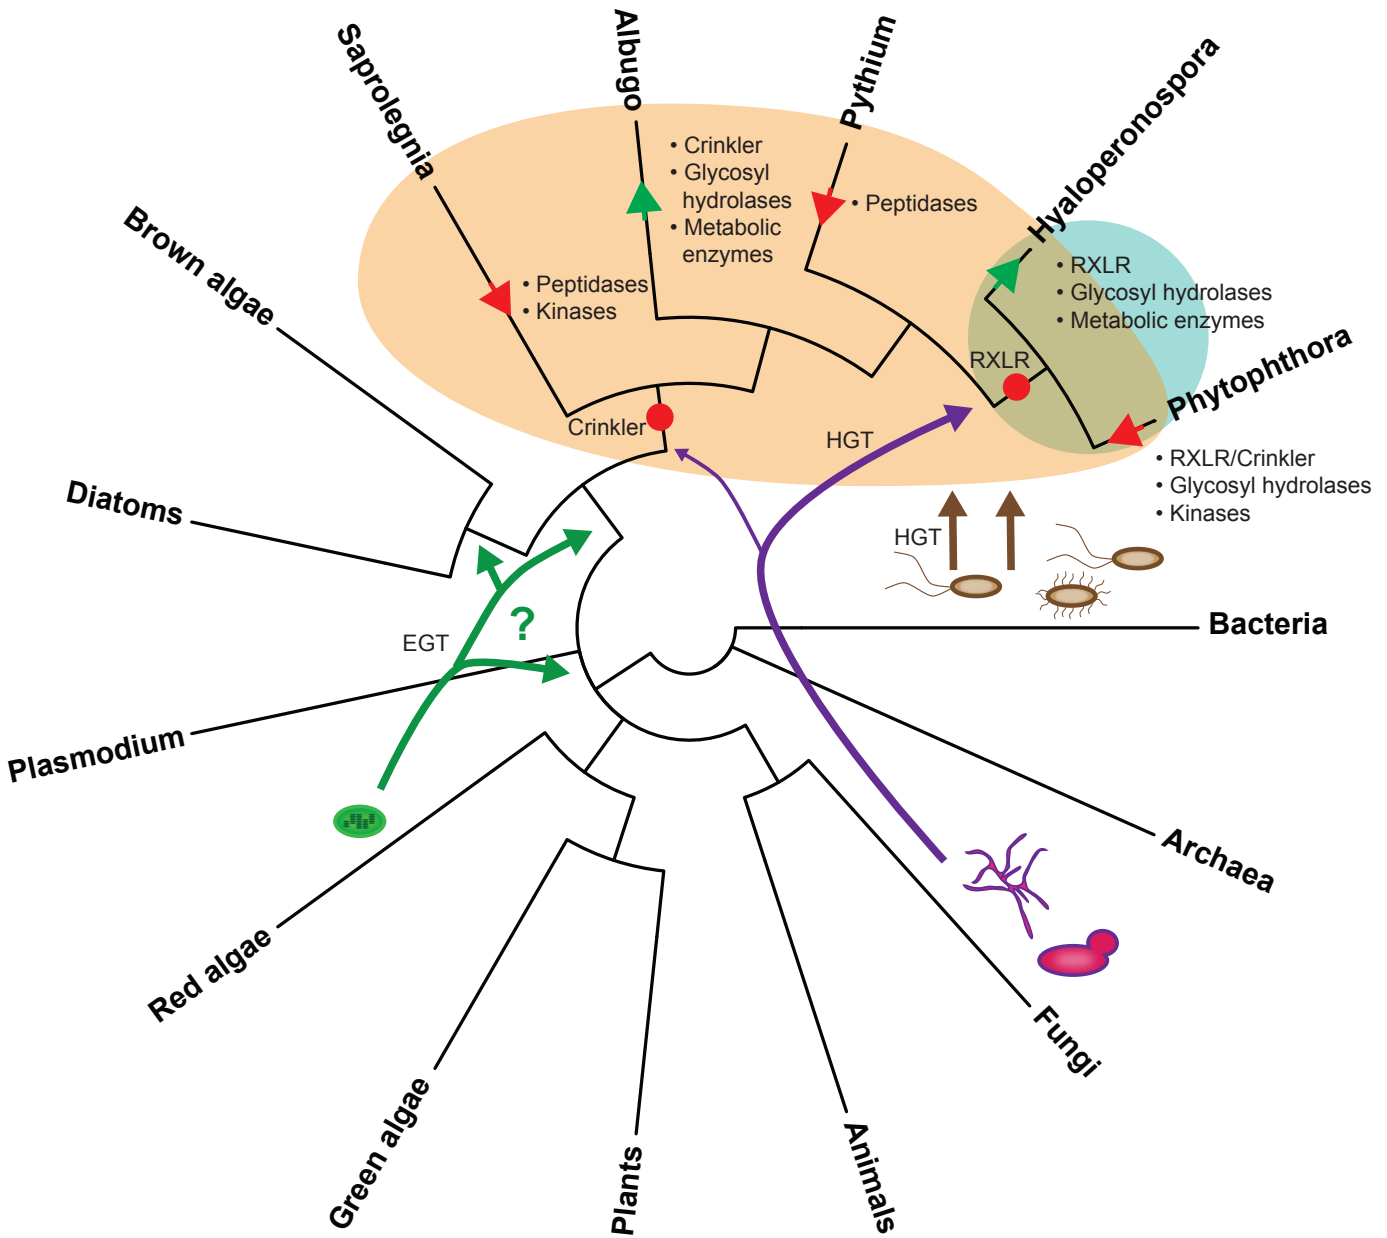 Saprolegnia
Albugo
Pythium
Hyaloperonospora
Phytophthora
Brown algae
Diatoms
Plasmodium
Red algae
Green algae
Plants
Animals
Fungi
Archaea
Bacteria
• Crinkler
• Glycosyl
hydrolases
• Metabolic
enzymes
• Peptidases
• Peptidases
• Kinases
• RXLR
• Glycosyl hydrolases
• Metabolic enzymes
RXLR
Crinkler
HGT
• RXLR/Crinkler
• Glycosyl hydrolases
• Kinases
HGT
EGT
?